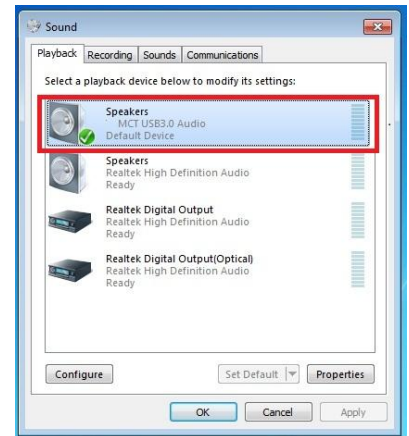 Sound
Playback Recording Sounds Communications
Select a playback device below to modify its settings:
Speakers
MCT USB3.0 Audio
Default Device
Speakers
Realtek High Definition Audio
Ready
Realtek Digital Output
Realtek High Definition Audio
Ready
Realtek Digital Output(Optical)
Realtek High Definition Audio
Ready
Configure Set Default Properties
OK Cancel Apply